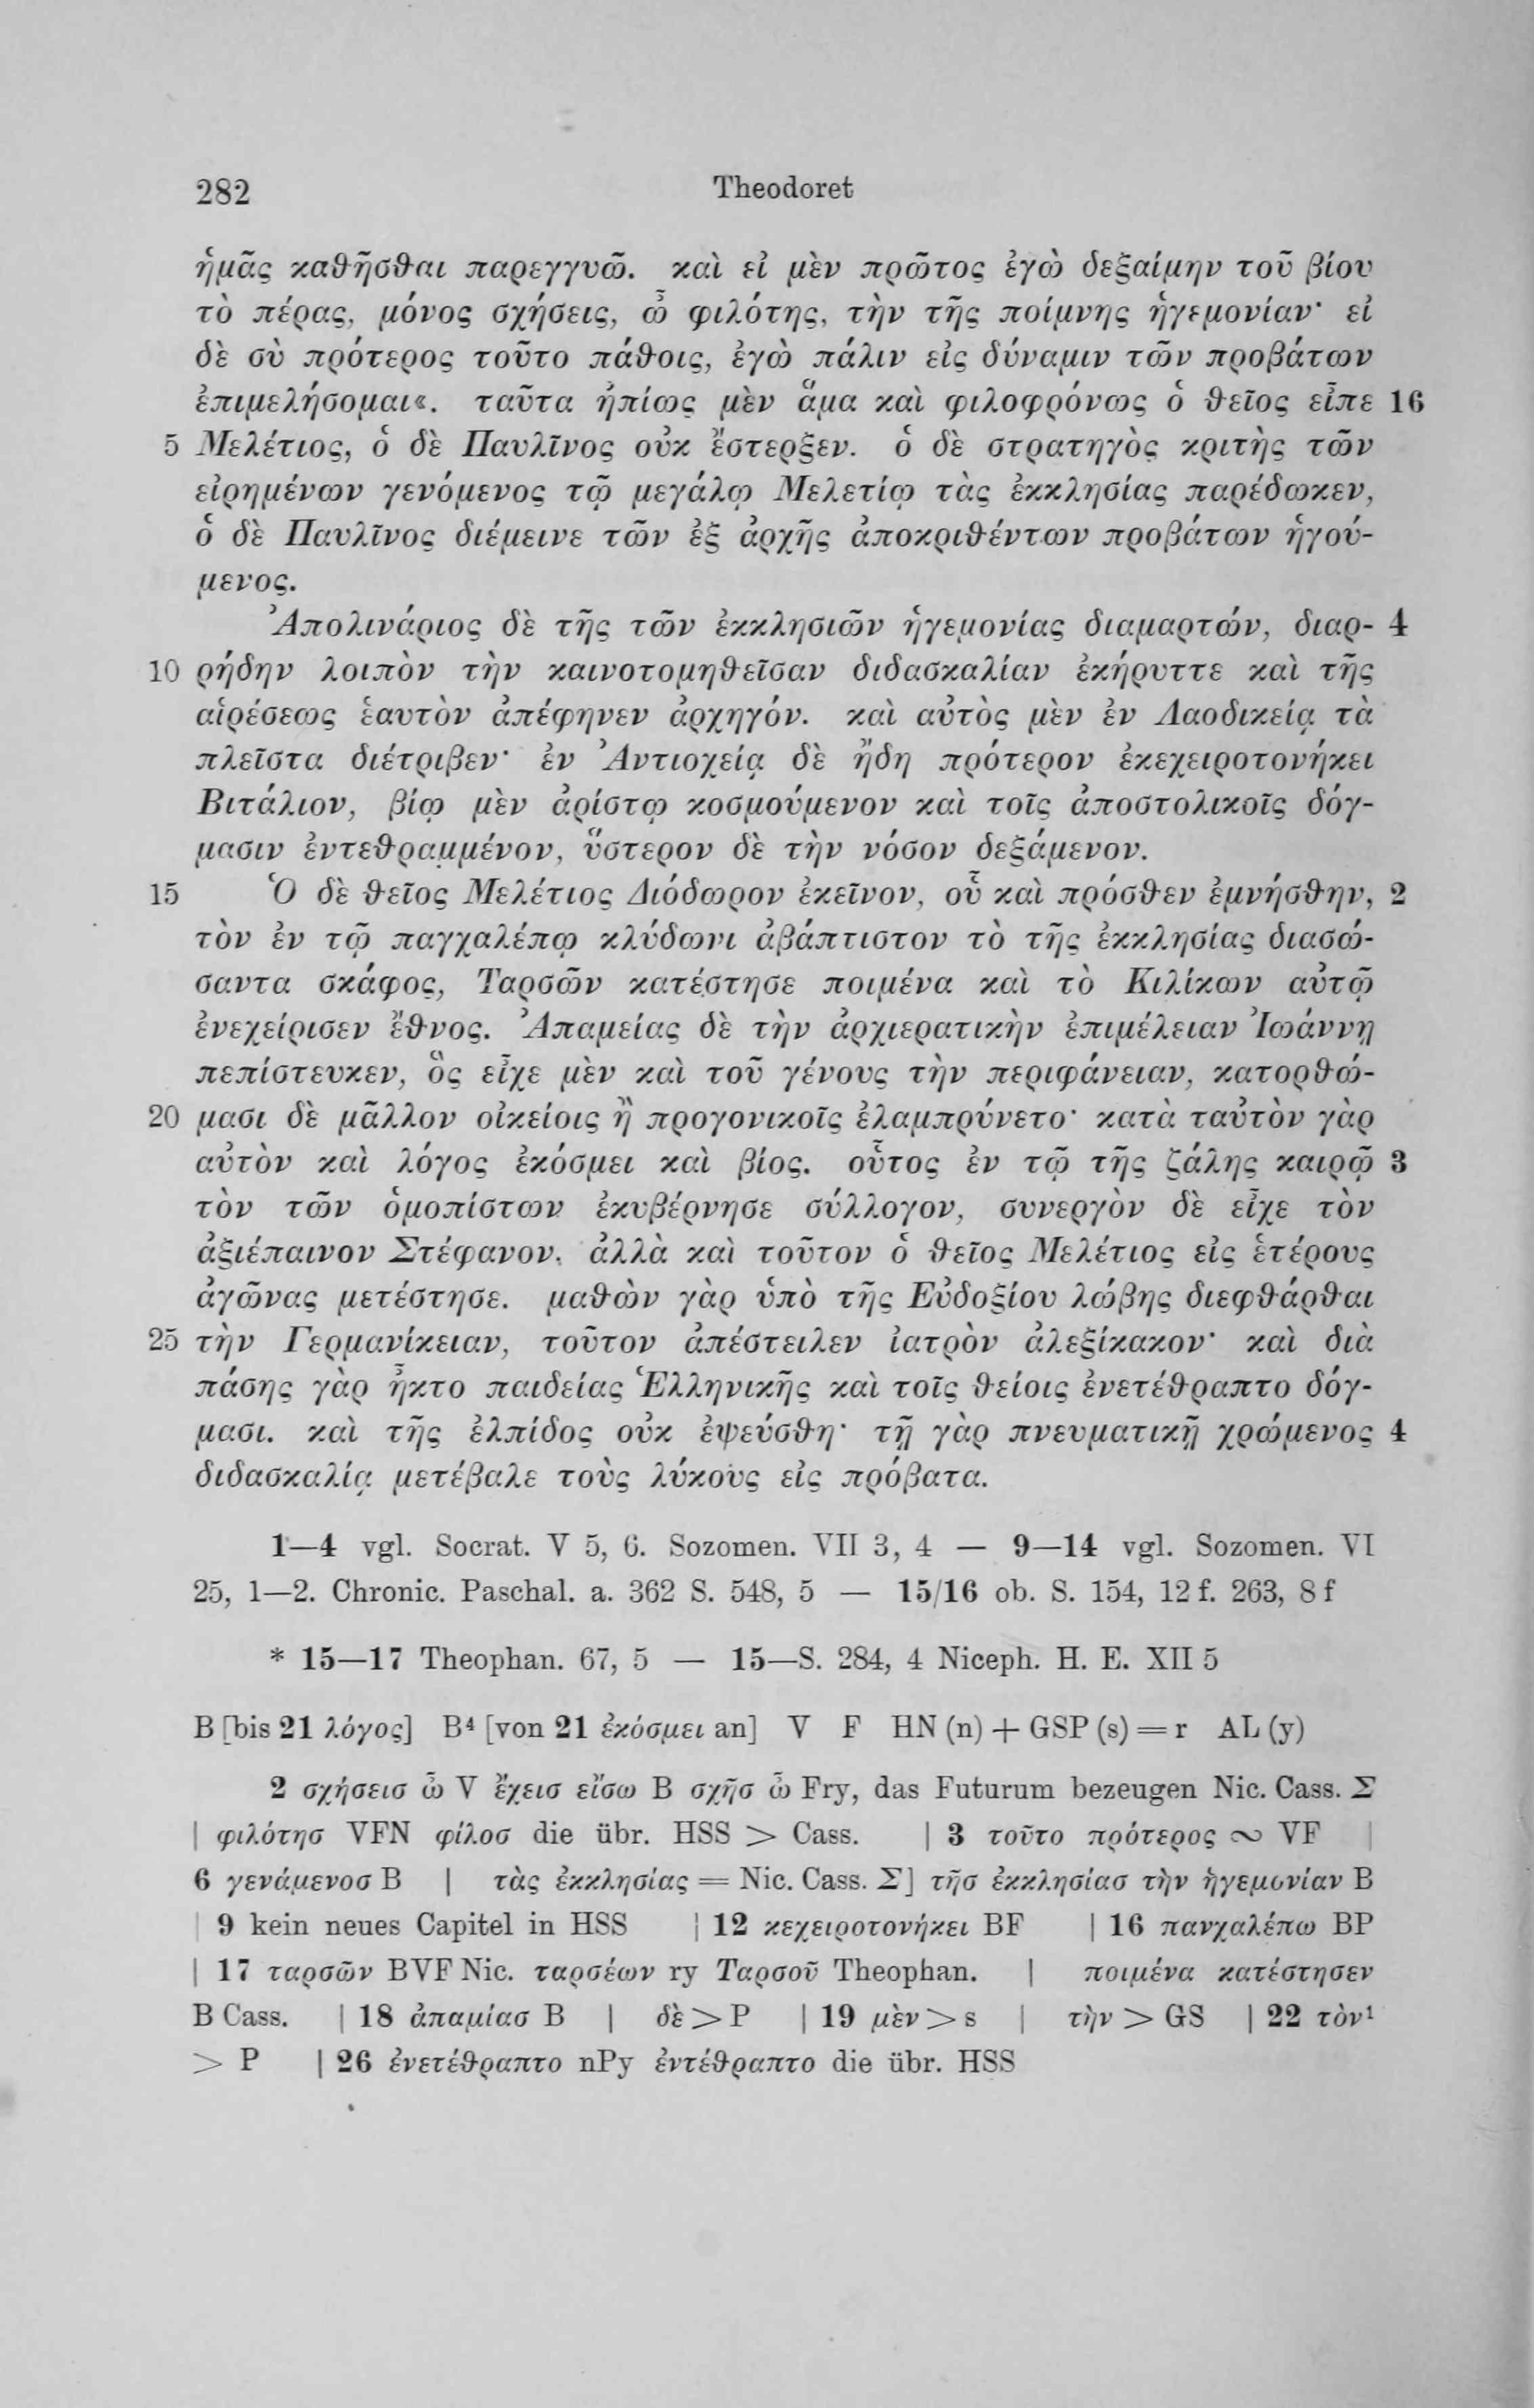 282 Theodoret
ἡμᾶς καθῆσθαι παρεγγυῶ. καὶ εἰ μὲν πρῶτος ἐγὼ δεξαίμην τοῦ βίου
τὸ πέρας, μόνος σχήσεις, ὦ φιλότης, τὴν τῆς ποίμνης ἡγεμονίαν· εἰ
δὲ σὺ πρότερος τοῦτο πάθοις, ἐγὼ πάλιν εἰς δύναμιν τῶν προβάτων
ἐπιμελήσομαι«. ταῦτα ἠπίως μὲν ἅμα καὶ φιλοφρόνως ὁ θεῖος εἶπε 16
5 Μελέτιος, ὁ δὲ Παυλῖνος οὐκ ἔστερξεν. ὁ δὲ στρατηγὸς κριτὴς τῶν
εἰρημένων γενόμενος τῷ μεγάλῳ Μελετίῳ τὰς ἐκκλησίας παρέδωκεν,
ὁ δὲ Παυλῖνος διέμεινε τῶν ἐξ ἀρχῆς ἀποκριθέντων προβάτων ἡγού-
μενος.
Ἀπολινάριος δὲ τῆς τῶν ἐκκλησιῶν ἡγεμονίας διαμαρτών, διαρ- 4
10 ρήδην λοιπὸν τὴν καινοτομηθεῖσαν διδασκαλίαν ἐκήρυττε καὶ τῆς
αἱρέσεως ἑαυτὸν ἀπέφηνεν ἀρχηγόν. καὶ αὐτὸς μὲν ἐν Λαοδικείᾳ τὰ
πλεῖστα διέτριβεν· ἐν Ἀντιοχείᾳ δὲ ἤδη πρότερον ἐκεχειροτονήκει
Βιτάλιον, βίῳ μὲν ἀρίστῳ κοσμούμενον καὶ τοῖς ἀποστολικοῖς δόγ-
μασιν ἐντεθραμμένον, ὕστερον δὲ τὴν νόσον δεξάμενον.
15 Ὁ δὲ θεῖος Μελέτιος Διόδωρον ἐκεῖνον, οὗ καὶ πρόσθεν ἐμνήσθην, 2
τὸν ἐν τῷ παγχαλέπῳ κλύδωνι ἀβάπτιστον τὸ τῆς ἐκκλησίας διασώ-
σαντα σκάφος, Ταρσῶν κατέστησε ποιμένα καὶ τὸ Κιλίκων αὐτῷ
ἐνεχείρισεν ἔθνος. Ἀπαμείας δὲ τὴν ἀρχιερατικὴν ἐπιμέλειαν Ἰωάννῃ
πεπίστευκεν, ὃς εἶχε μὲν καὶ τοῦ γένους τὴν περιφάνειαν, κατορθώ-
20 μασι δὲ μᾶλλον οἰκείοις ἢ προγονικοῖς ἐλαμπρύνετο· κατὰ ταὐτὸν γὰρ
αὐτὸν καὶ λόγος ἐκόσμει καὶ βίος. οὗτος ἐν τῷ τῆς ζάλης καιρῷ 3
τὸν τῶν ὁμοπίστων ἐκυβέρνησε σύλλογον, συνεργὸν δὲ εἶχε τὸν
ἀξιέπαινον Στέφανον. ἀλλὰ καὶ τοῦτον ὁ θεῖος Μελέτιος εἰς ἑτέρους
ἀγῶνας μετέστησε. μαθὼν γὰρ ὑπὸ τῆς Εὐδοξίου λώβης διεφθάρθαι
25 τὴν Γερμανίκειαν, τοῦτον ἀπέστειλεν ἰατρὸν ἀλεξίκακον· καὶ διὰ
πάσης γὰρ ἧκτο παιδείας Ἑλληνικῆς καὶ τοῖς θείοις ἐνετέθραπτο δόγ-
μασι. καὶ τῆς ἐλπίδος οὐκ ἐψεύσθη· τῇ γὰρ πνευματικῇ χρώμενος 4
διδασκαλίᾳ μετέβαλε τοὺς λύκους εἰς πρόβατα.
1—4 vgl. Socrat. V 5, 6. Sozomen. VII 3, 4 — 9—14 vgl. Sozomen. VI
25, 1—2. Chronic. Paschal. a. 362 S. 548, 5 — 15/16 ob. S. 154, 12 f. 263, 8 f
* 15—17 Theophan. 67, 5 — 15—S. 284, 4 Niceph. H. E. XII 5
B [bis 21 λόγος] B⁴ [von 21 ἐκόσμει an] V F HN (n) + GSP (s) = r AL (y)
2 σχήσεισ ὦ V ἔχεισ εἴσω B σχῆσ ὦ Fry, das Futurum bezeugen Nic. Cass. Σ
| φιλότησ VFN φίλοσ die übr. HSS > Cass. | 3 τοῦτο πρότερος ∾ VF |
6 γενάμενοσ B | τὰς ἐκκλησίας = Nic. Cass. Σ] τῆσ ἐκκλησίασ τὴν ἡγεμονίαν B
| 9 kein neues Capitel in HSS | 12 κεχειροτονήκει BF | 16 πανχαλέπω BP
| 17 ταρσῶν BVF Nic. ταρσέων ry Ταρσοῦ Theophan. | ποιμένα κατέστησεν
B Cass. | 18 ἀπαμίασ B | δὲ > P | 19 μὲν > s | τὴν > GS | 22 τὸν¹
> P | 26 ἐνετέθραπτο nPy ἐντέθραπτο die übr. HSS